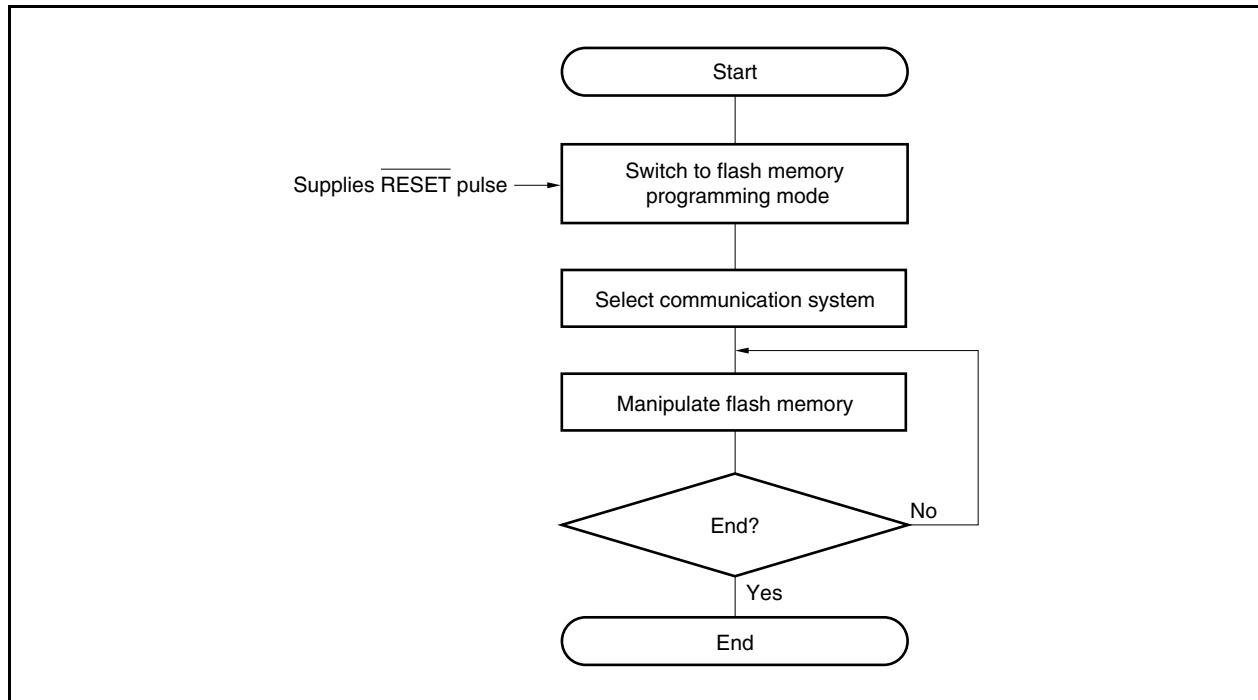 Start
Supplies RESET pulse
Switch to flash memory
programming mode
Select communication system
Manipulate flash memory
End?
No
Yes
End